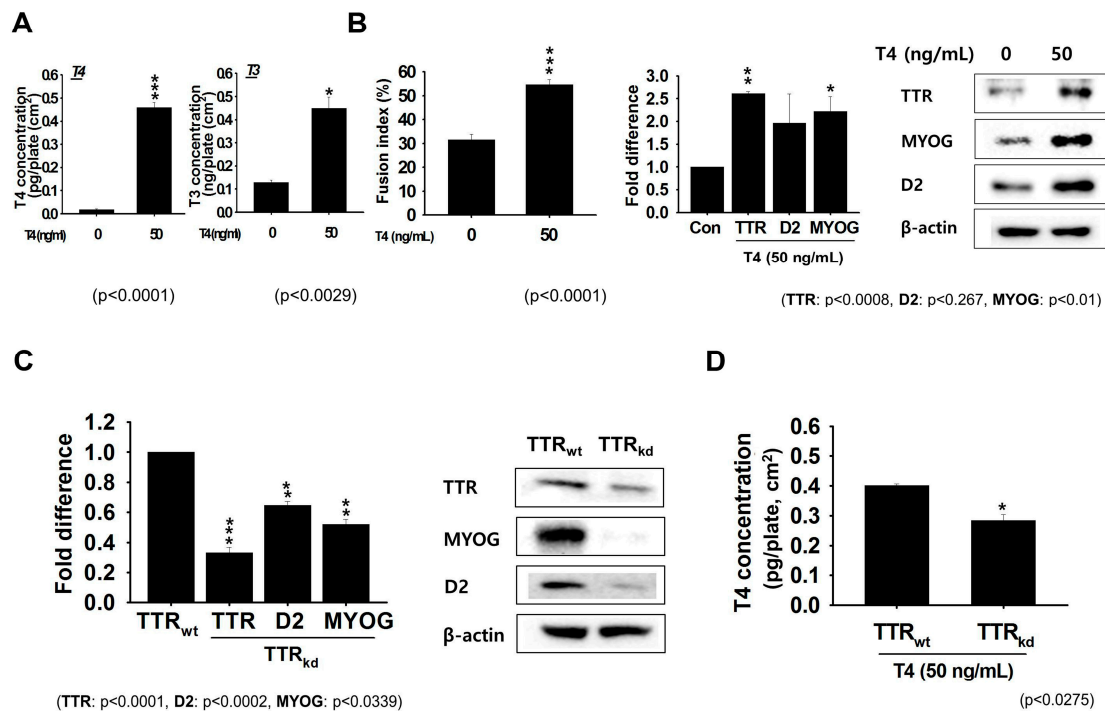 A
T4
T4 concentration
(pg/plate (cm²)
0.6
0.5
0.4
0.3
0.2
0.1
0.0
***
T4(ng/ml)
0
50
(p<0.0001)
T3
T3 concentration
(ng/plate (cm²)
0.6
0.5
0.4
0.3
0.2
0.1
0.0
*
T4(ng/ml)
0
50
(p<0.0029)
B
Fusion index (%)
60
50
40
30
20
10
0
***
T4 (ng/mL)
0
50
(p<0.0001)
Fold difference
3.0
2.5
2.0
1.5
1.0
0.5
0.0
**
*
Con TTR D2 MYOG
T4 (50 ng/mL)
T4 (ng/mL) 0 50
TTR
MYOG
D2
β-actin
(TTR: p<0.0008, D2: p<0.267, MYOG: p<0.01)
C
Fold difference
1.2
1.0
0.8
0.6
0.4
0.2
0.0
***
**
**
TTRwt TTR D2 MYOG
TTRkd
TTRwt TTRkd
TTR
MYOG
D2
β-actin
(TTR: p<0.0001, D2: p<0.0002, MYOG: p<0.0339)
D
T4 concentration
(pg/plate, cm²)
0.6
0.5
0.4
0.3
0.2
0.1
0.0
*
TTRwt TTRkd
T4 (50 ng/mL)
(p<0.0275)